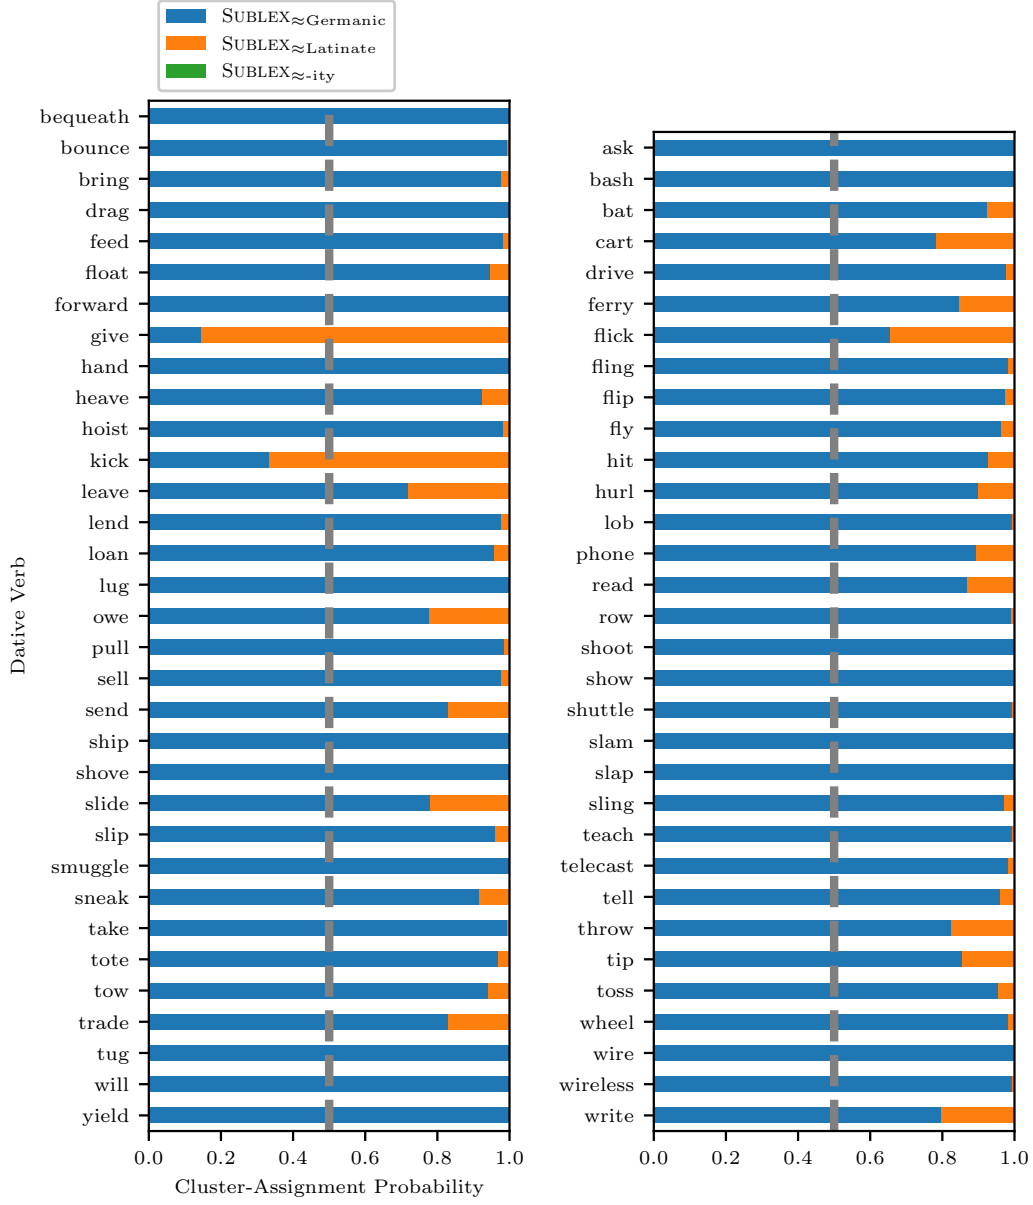 SUBLEX≈Germanic
SUBLEX≈Latinate
SUBLEX≈-ity
Dative Verb
bequeath
bounce
bring
drag
feed
float
forward
give
hand
heave
hoist
kick
leave
lend
loan
lug
owe
pull
sell
send
ship
shove
slide
slip
smuggle
sneak
take
tote
tow
trade
tug
will
yield
0.0 0.2 0.4 0.6 0.8 1.0
Cluster-Assignment Probability
ask
bash
bat
cart
drive
ferry
flick
fling
flip
fly
hit
hurl
lob
phone
read
row
shoot
show
shuttle
slam
slap
sling
teach
telecast
tell
throw
tip
toss
wheel
wire
wireless
write
0.0 0.2 0.4 0.6 0.8 1.0